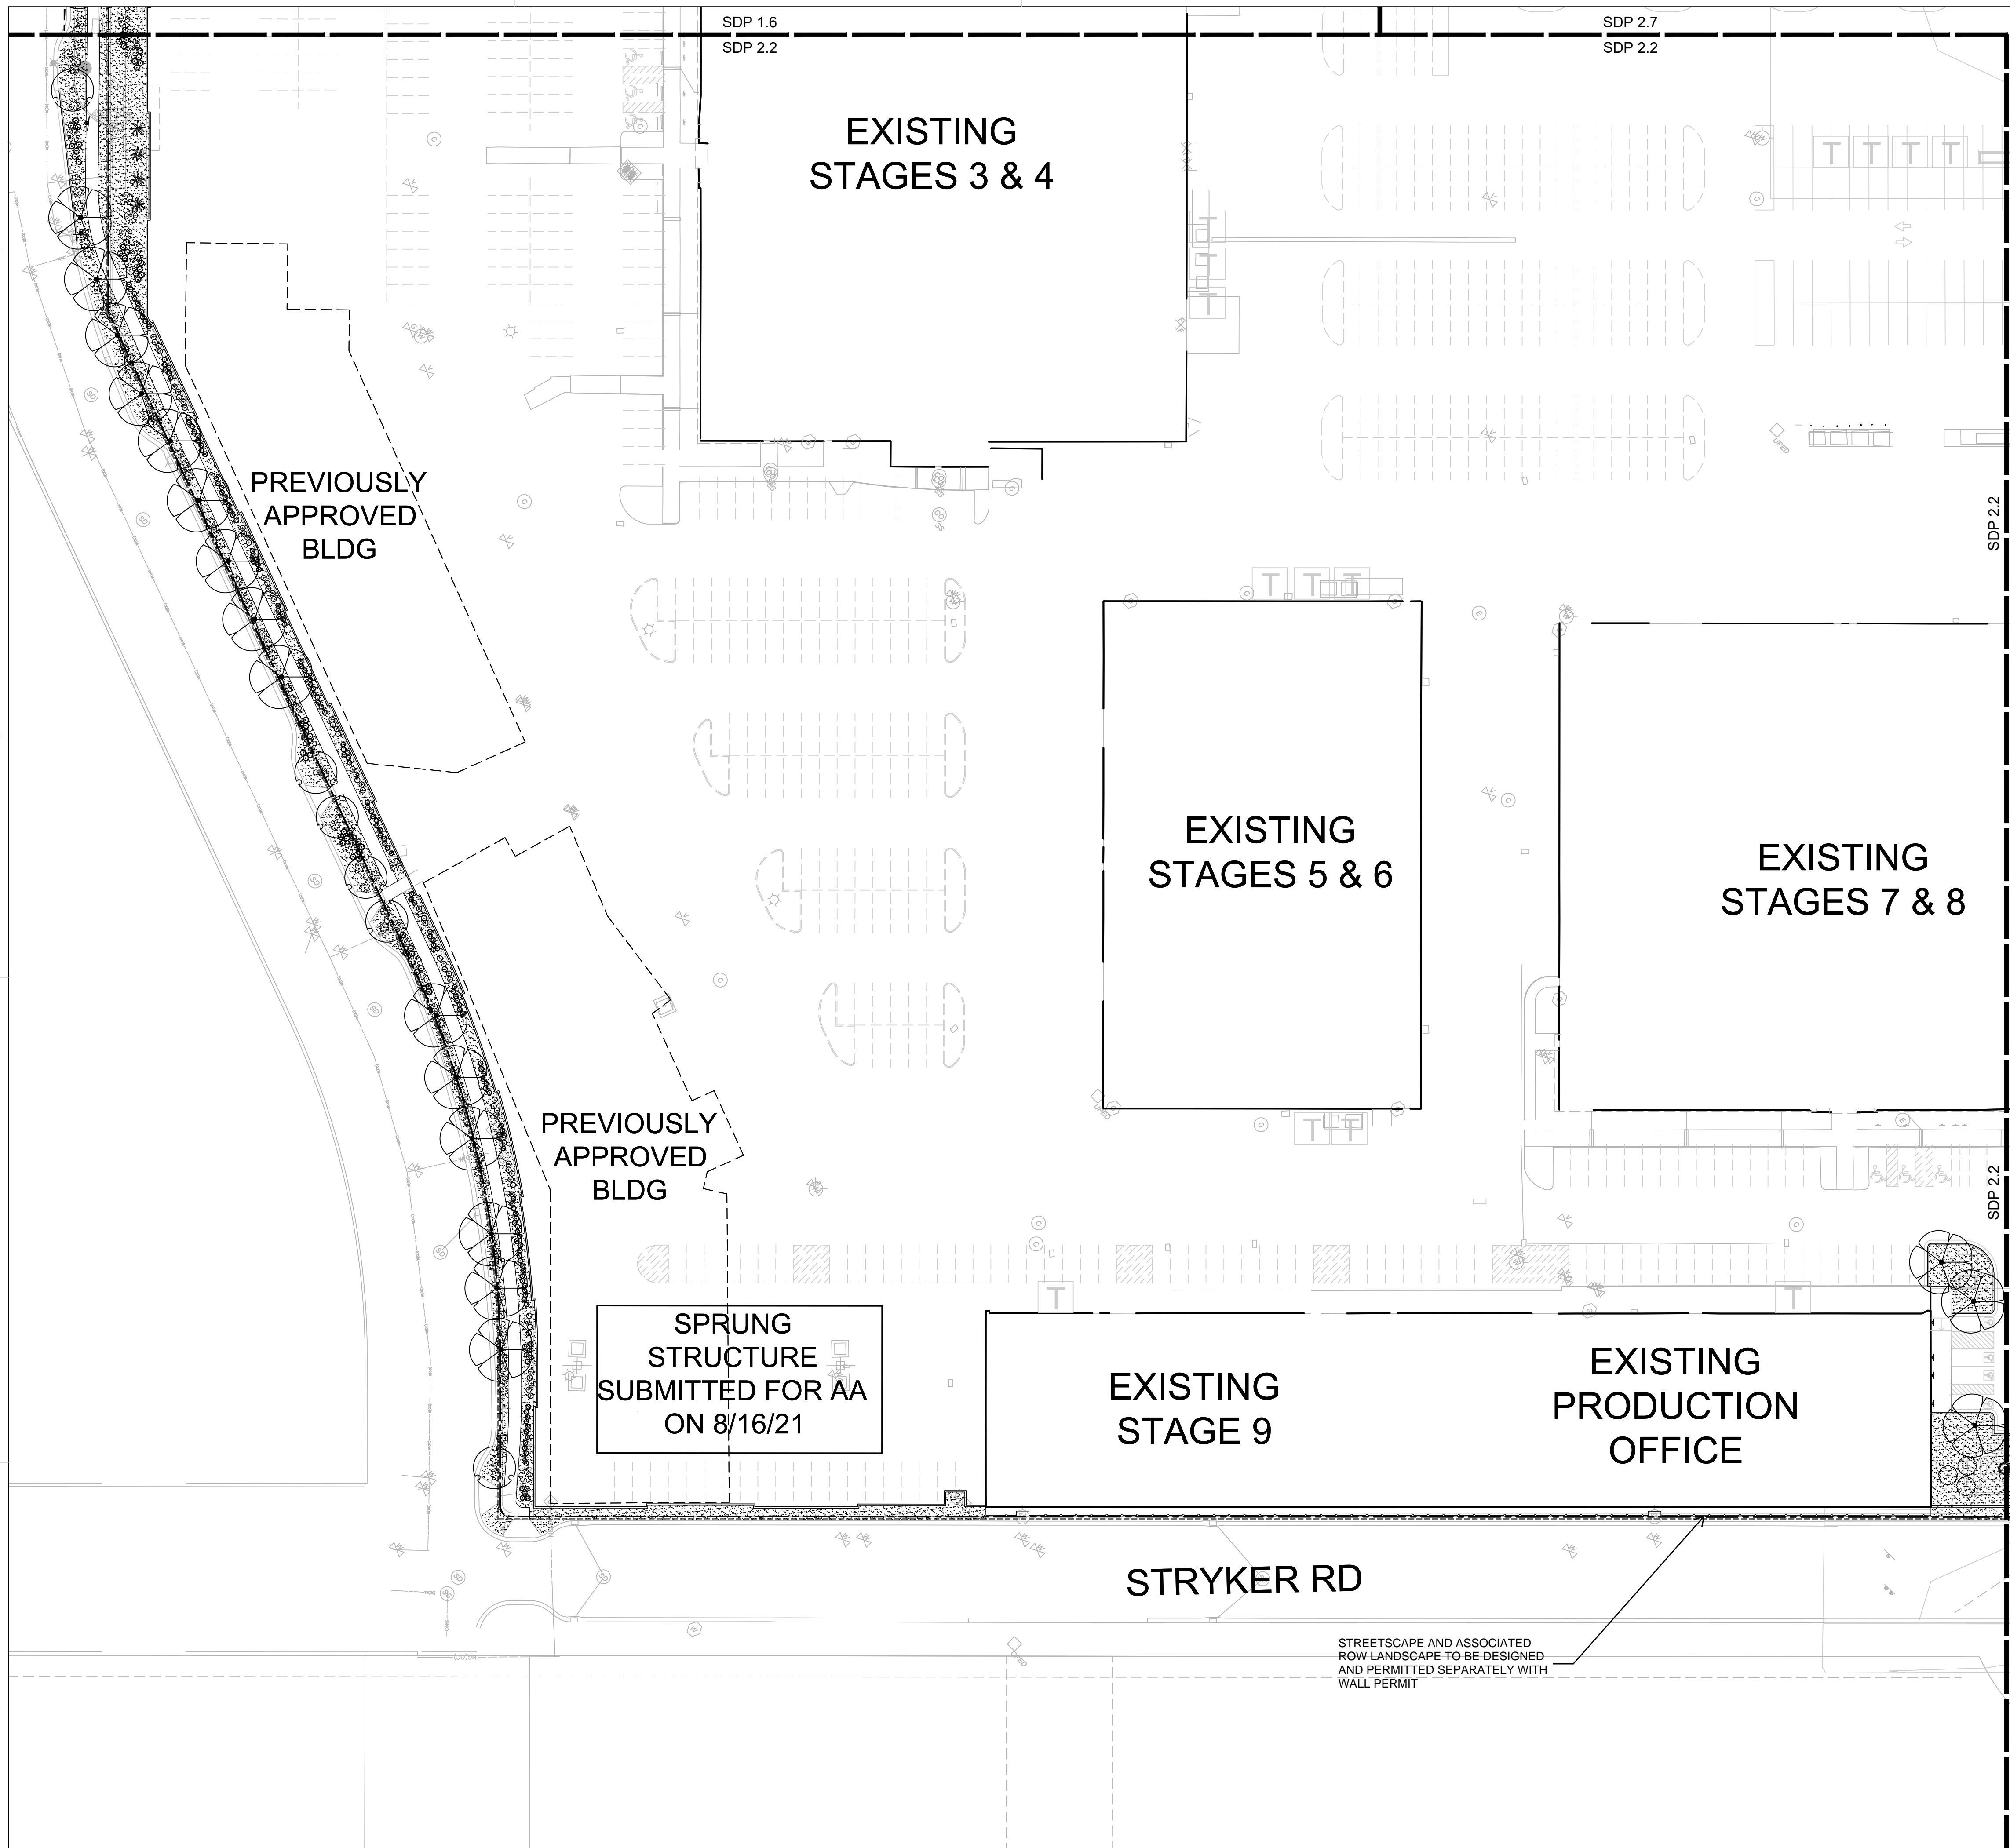 SDP 1.6
SDP 2.2
SDP 2.7
SDP 2.2
EXISTING
STAGES 3 & 4
PREVIOUSLY
APPROVED
BLDG
SDP 2.2
EXISTING
STAGES 5 & 6
EXISTING
STAGES 7 & 8
PREVIOUSLY
APPROVED
BLDG
SDP 2.2
SPRUNG
STRUCTURE
SUBMITTED FOR AA
ON 8/16/21
EXISTING
STAGE 9
EXISTING
PRODUCTION
OFFICE
STRYKER RD
STREETSCAPE AND ASSOCIATED
ROW LANDSCAPE TO BE DESIGNED
AND PERMITTED SEPARATELY WITH
WALL PERMIT